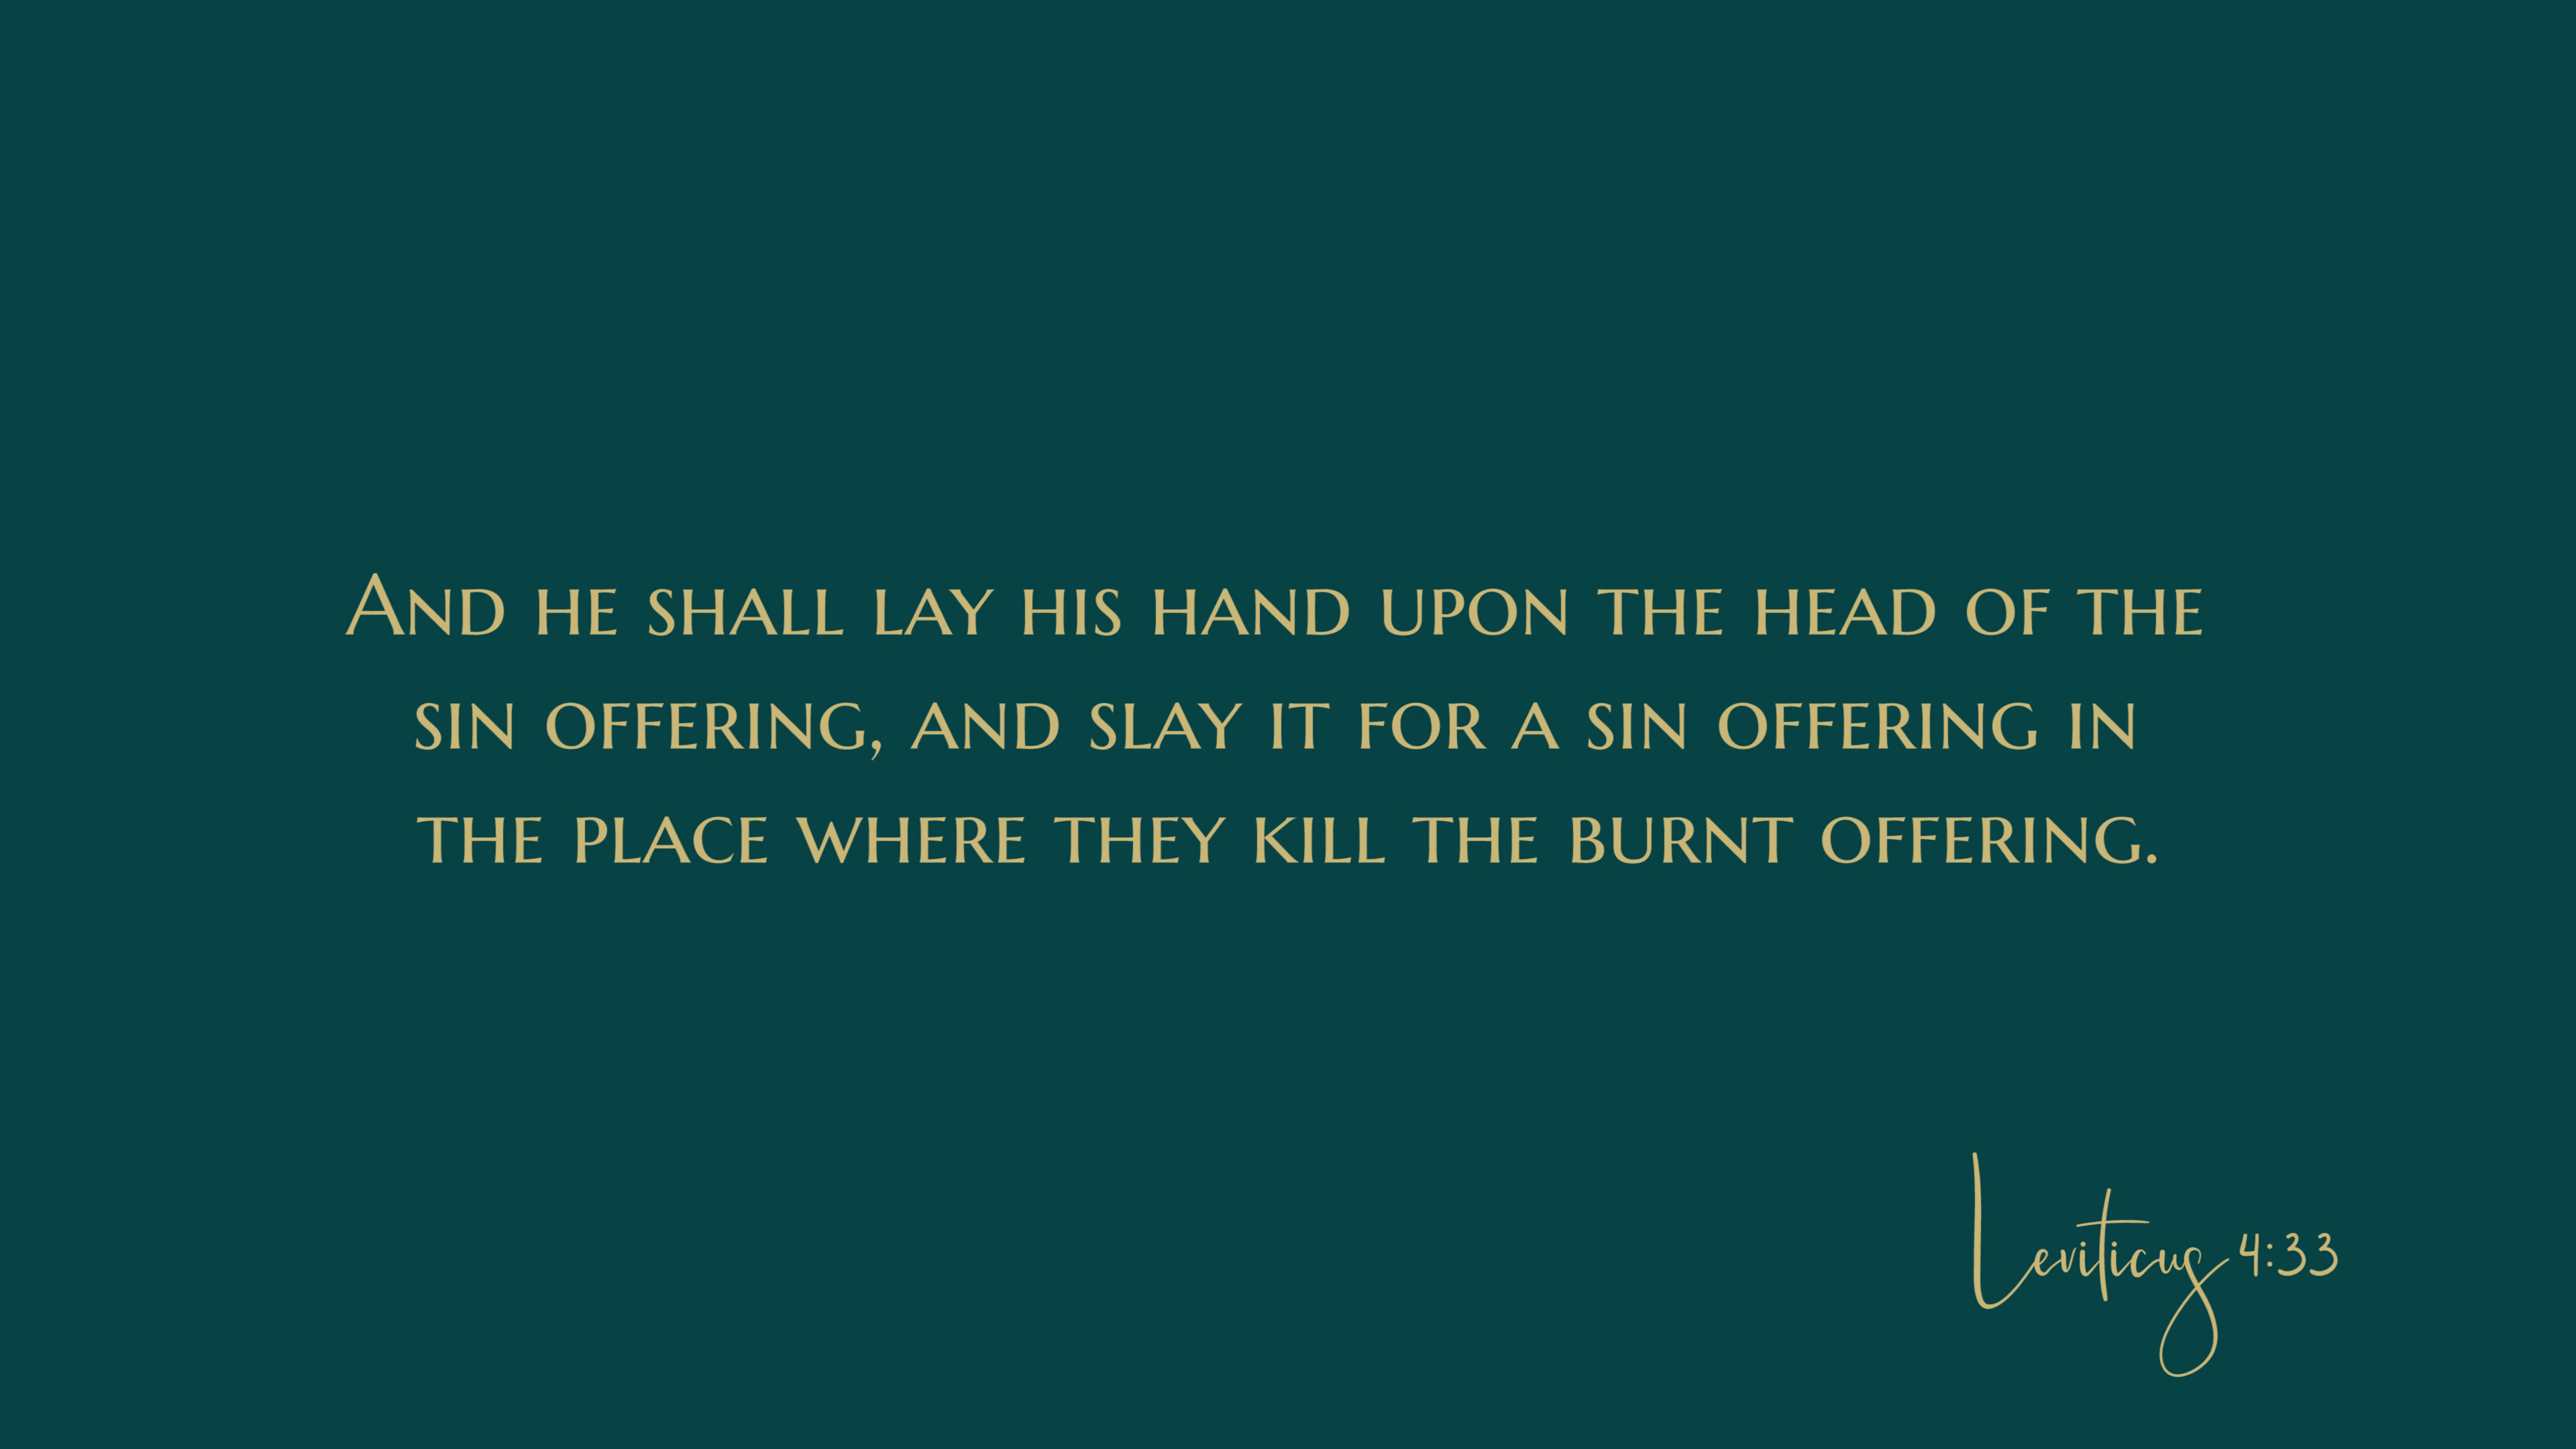 And he shall lay his hand upon the head of the
sin offering, and slay it for a sin offering in
the place where they kill the burnt offering.
Leviticus 4:33